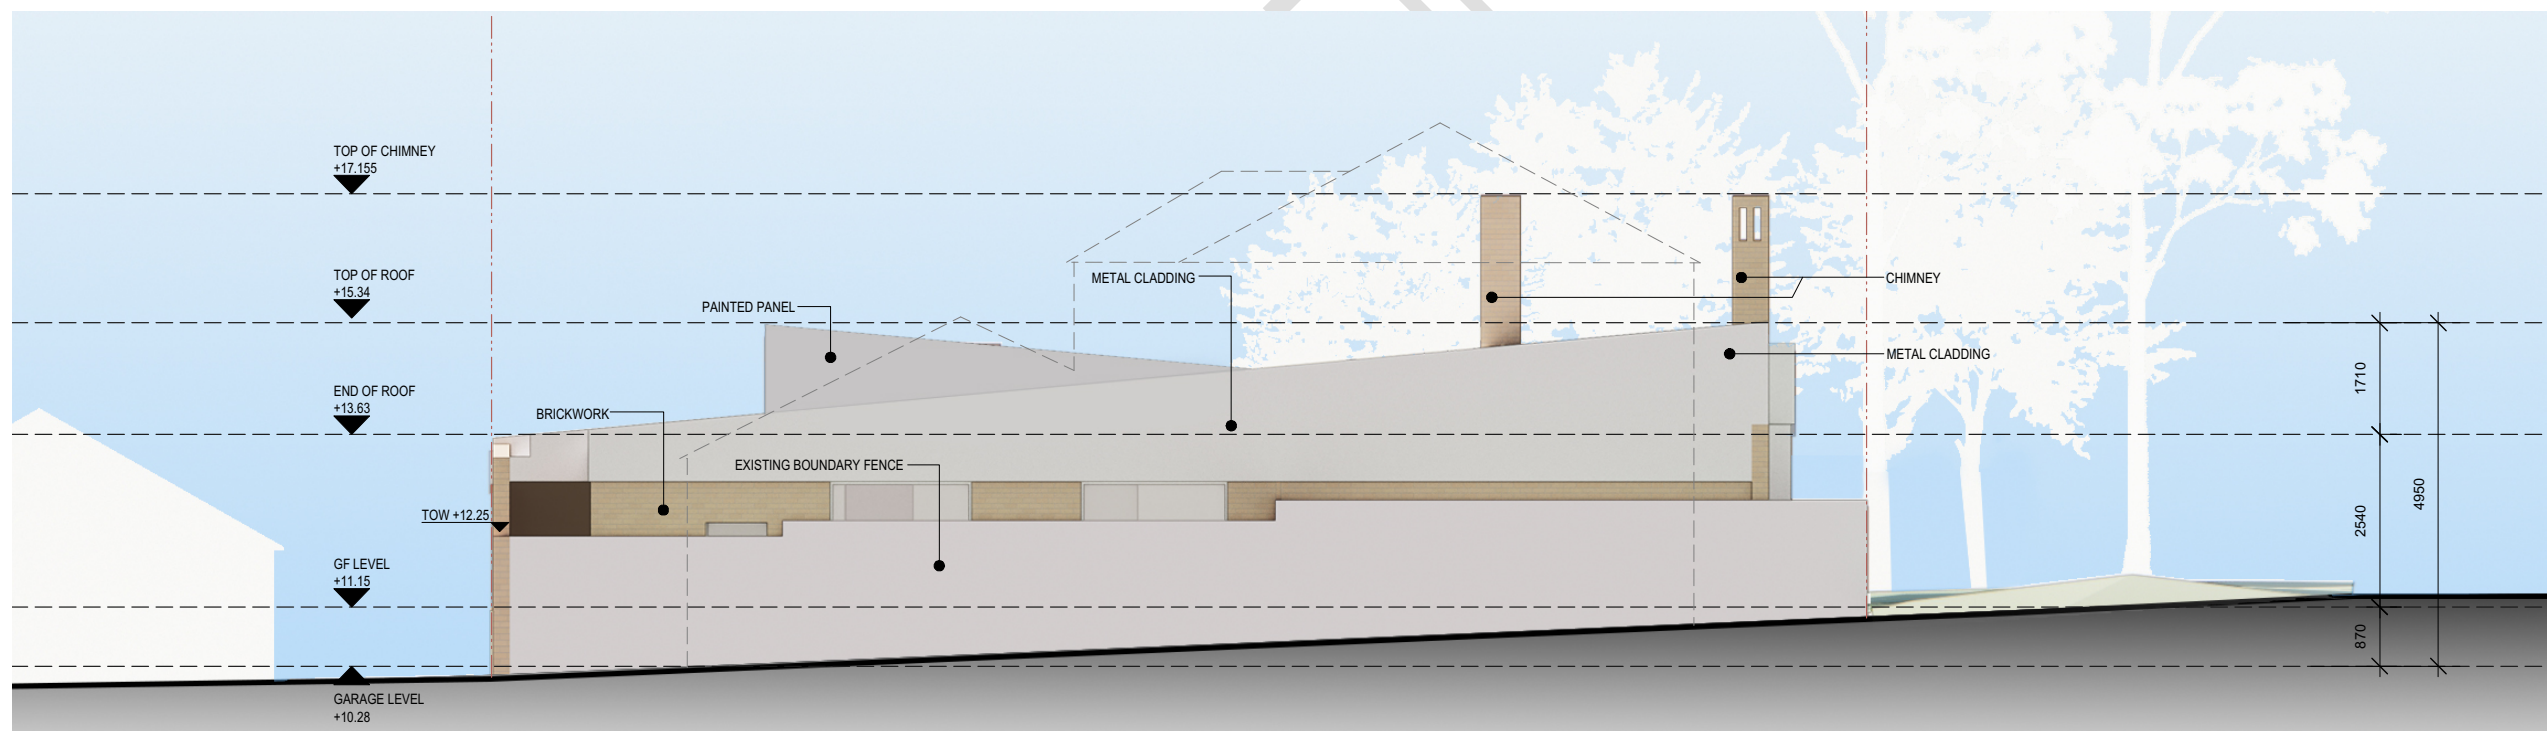 TOP OF CHIMNEY
+17.155
TOP OF ROOF
+15.34
METAL CLADDING
CHIMNEY
PAINTED PANEL
METAL CLADDING
END OF ROOF
+13.63
BRICKWORK
EXISTING BOUNDARY FENCE
TOW +12.25
GF LEVEL
+11.15
GARAGE LEVEL
+10.28
1710
2540
870
4950